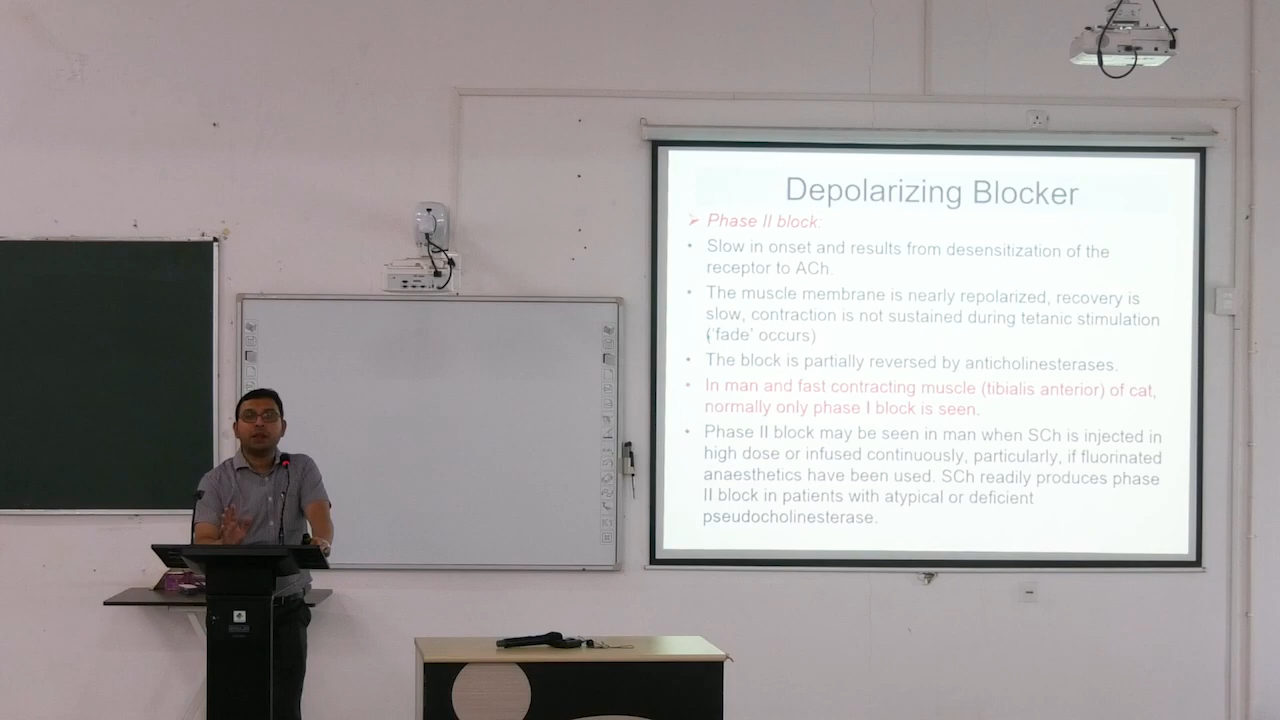 Depolarizing Blocker
➢ Phase II block:
• Slow in onset and results from desensitization of the
receptor to ACh.
• The muscle membrane is nearly repolarized, recovery is
slow, contraction is not sustained during tetanic stimulation
('fade' occurs)
• The block is partially reversed by anticholinesterases.
• In man and fast contracting muscle (tibialis anterior) of cat,
normally only phase I block is seen.
• Phase II block may be seen in man when SCh is injected in
high dose or infused continuously, particularly, if fluorinated
anaesthetics have been used. SCh readily produces phase
II block in patients with atypical or deficient
pseudocholinesterase.